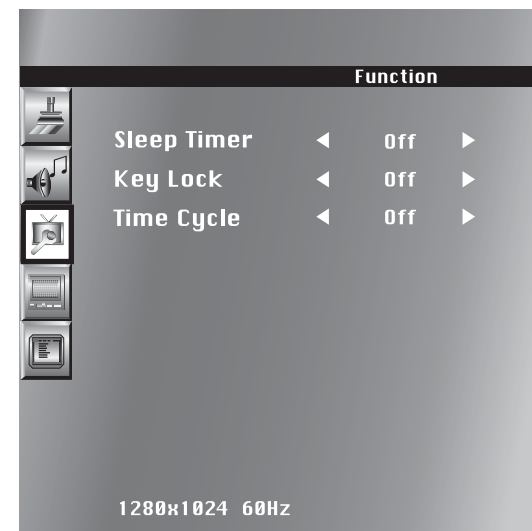 Function
Sleep Timer Off
Key Lock Off
Time Cycle Off
1280x1024 60Hz